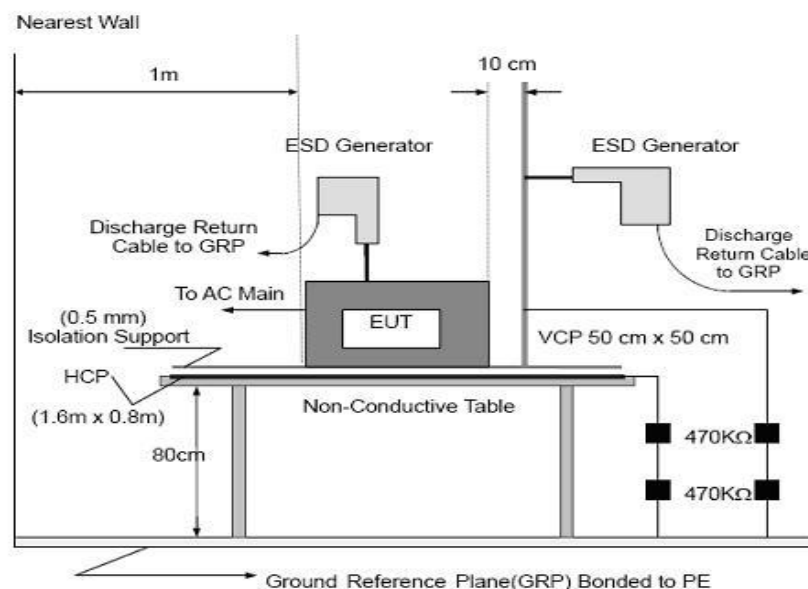 Nearest Wall
1m
10 cm
ESD Generator
ESD Generator
Discharge Return
Cable to GRP
Discharge
Return Cable
to GRP
To AC Main
(0.5 mm)
Isolation Support
EUT
VCP 50 cm x 50 cm
HCP
(1.6m x 0.8m)
Non-Conductive Table
80cm
470KΩ
470KΩ
Ground Reference Plane(GRP) Bonded to PE